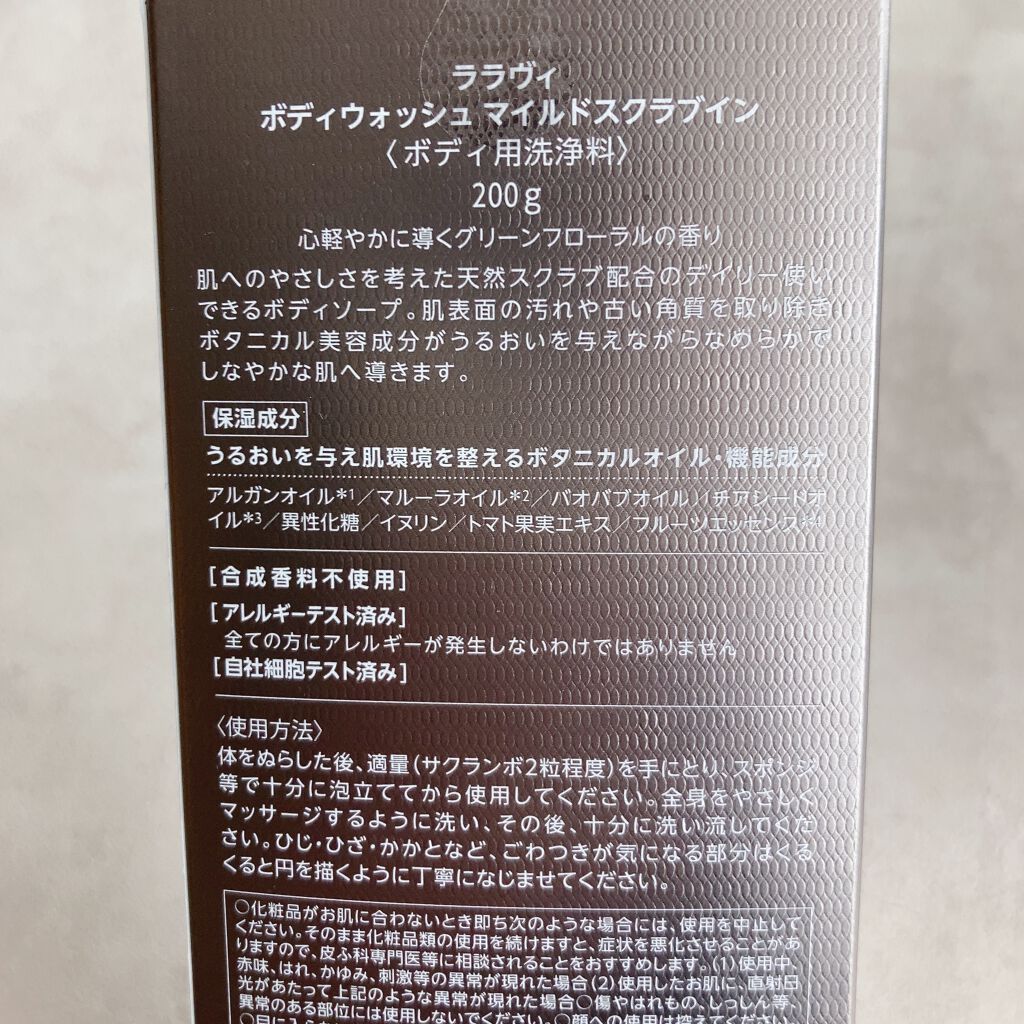 ララヴィ
ボディウォッシュ マイルドスクラブイン
〈ボディ用洗浄料〉
200g
心軽やかに導くグリーンフローラルの香り
肌へのやさしさを考えた天然スクラブ配合のデイリー使い
できるボディソープ。肌表面の汚れや古い角質を取り除き
ボタニカル美容成分がうるおいを与えながらなめらかで
しなやかな肌へ導きます。
保湿成分
うるおいを与え肌環境を整えるボタニカルオイル・機能成分
アルガンオイル*1／マルーラオイル*2／バオバブオイル／チアシードオ
イル*3／異性化糖／イヌリン／トマト果実エキス／フルーツエッセンス*4
[合成香料不使用]
[アレルギーテスト済み]
全ての方にアレルギーが発生しないわけではありません
[自社細胞テスト済み]
〈使用方法〉
体をぬらした後、適量(サクランボ2粒程度)を手にとり、スポンジ
等で十分に泡立ててから使用してください。全身をやさしく
マッサージするように洗い、その後、十分に洗い流してくだ
さい。ひじ・ひざ・かかとなど、ごわつきが気になる部分はくる
くると円を描くように丁寧になじませてください。
○化粧品がお肌に合わないとき即ち次のような場合には、使用を中止して
ください。そのまま化粧品類の使用を続けますと、症状を悪化させることがあ
りますので、皮ふ科専門医等に相談されることをおすすめします。(1)使用中、
赤味、はれ、かゆみ、刺激等の異常が現れた場合(2)使用したお肌に、直射日
光があたって上記のような異常が現れた場合○傷やはれもの、しっしん等、
異常のある部位には使用しないでください。○顔への使用は控えてください。
○目に入っ